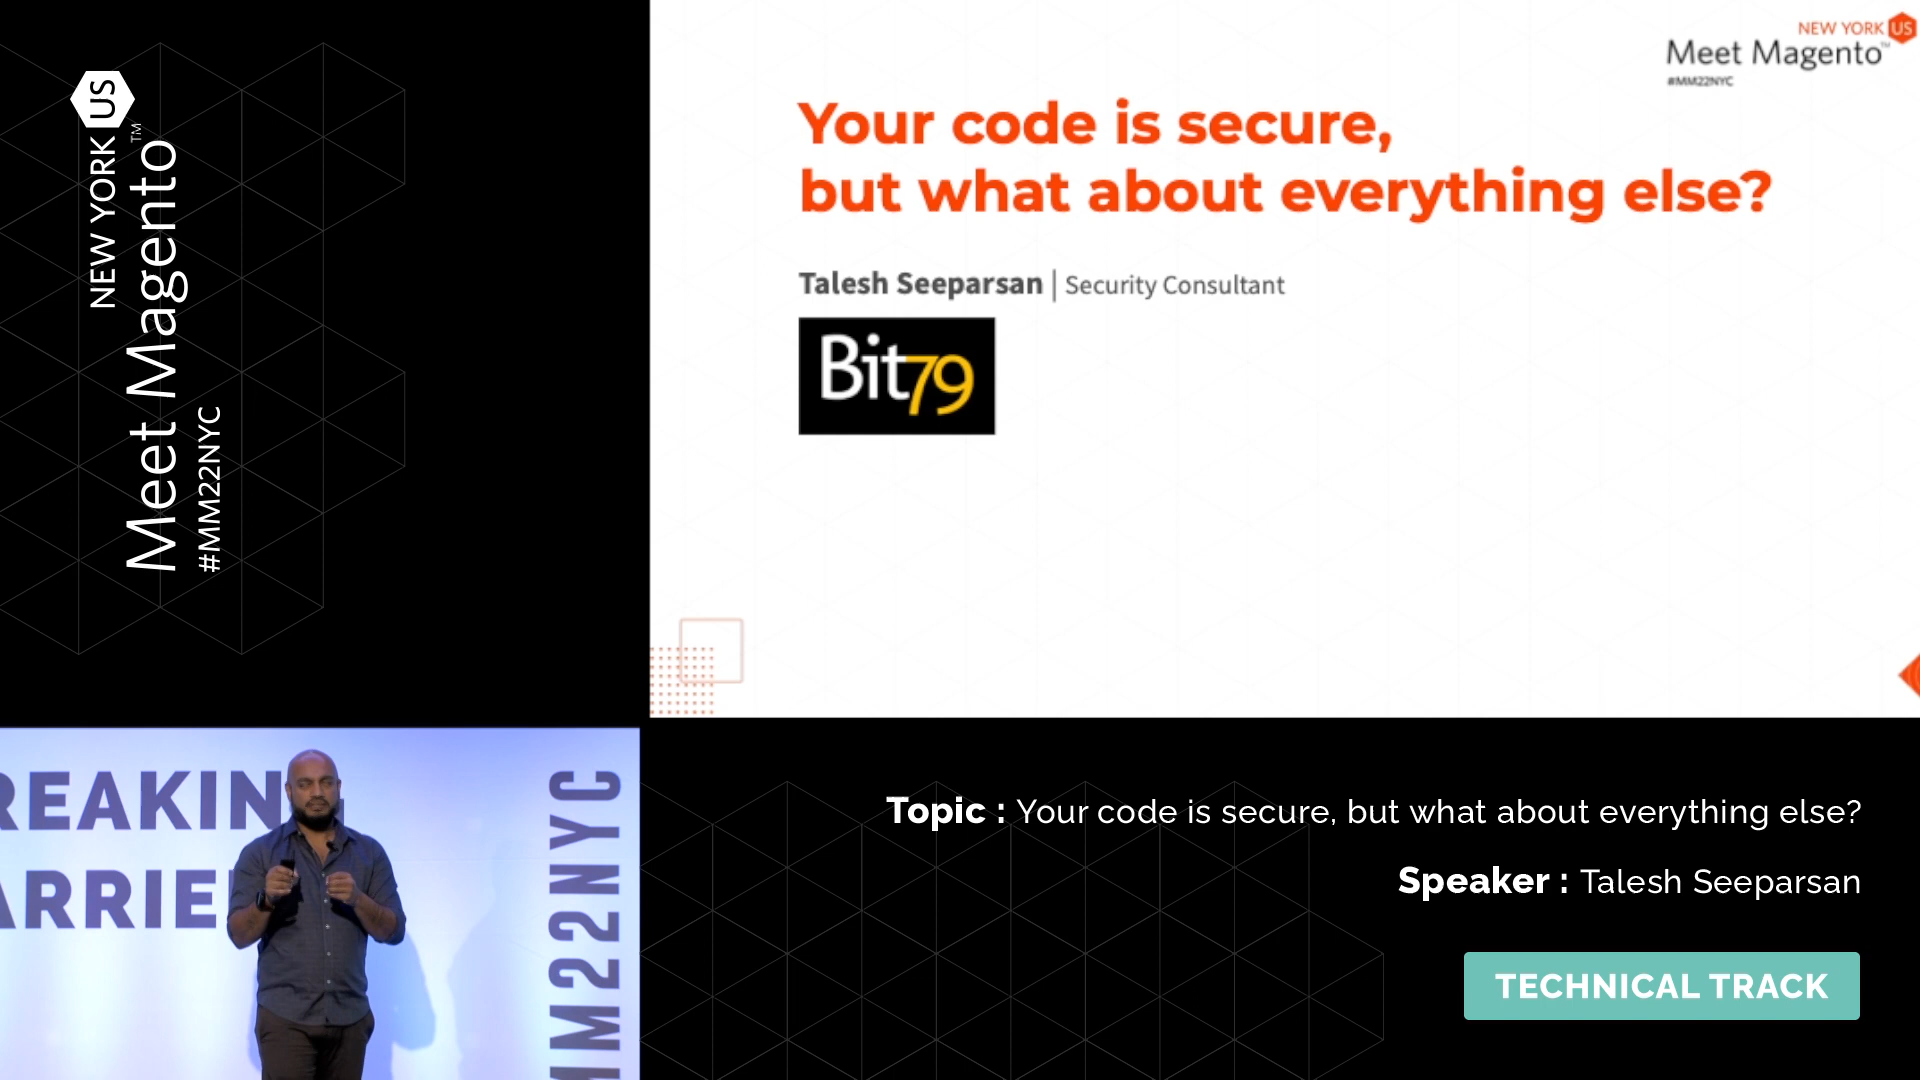 NEW YORK US
Meet Magento™
#MM22NYC
NEW YORK US
Meet Magento™
#MM22NYC
Your code is secure,
but what about everything else?
Talesh Seeparsan | Security Consultant
Bit79
REAKING
ARRIE
MM22NYC
Topic : Your code is secure, but what about everything else?
Speaker : Talesh Seeparsan
TECHNICAL TRACK